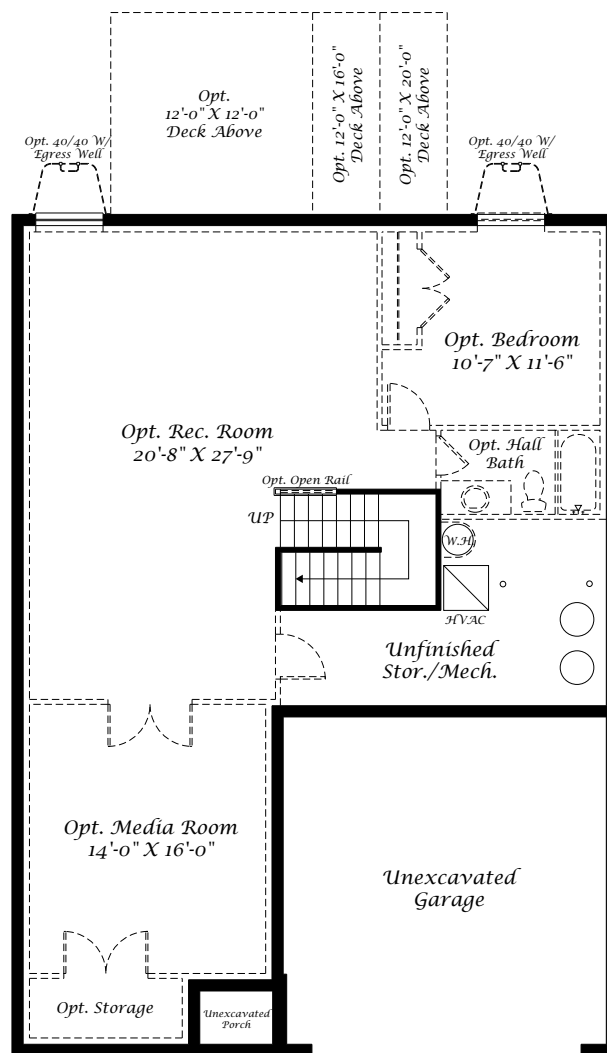 Opt.
12'-0" X 12'-0"
Deck Above
Opt. 12'-0" X 16'-0"
Deck Above
Opt. 12'-0" X 20'-0"
Deck Above
Opt. 40/40 W/
Egress Well
Opt. 40/40 W/
Egress Well
Opt. Bedroom
10'-7" X 11'-6"
Opt. Rec. Room
20'-8" X 27'-9"
Opt. Hall
Bath
Opt. Open Rail
UP
W.H
HVAC
Unfinished
Stor./Mech.
Opt. Media Room
14'-0" X 16'-0"
Unexcavated
Garage
Opt. Storage
Unexcavated
Porch